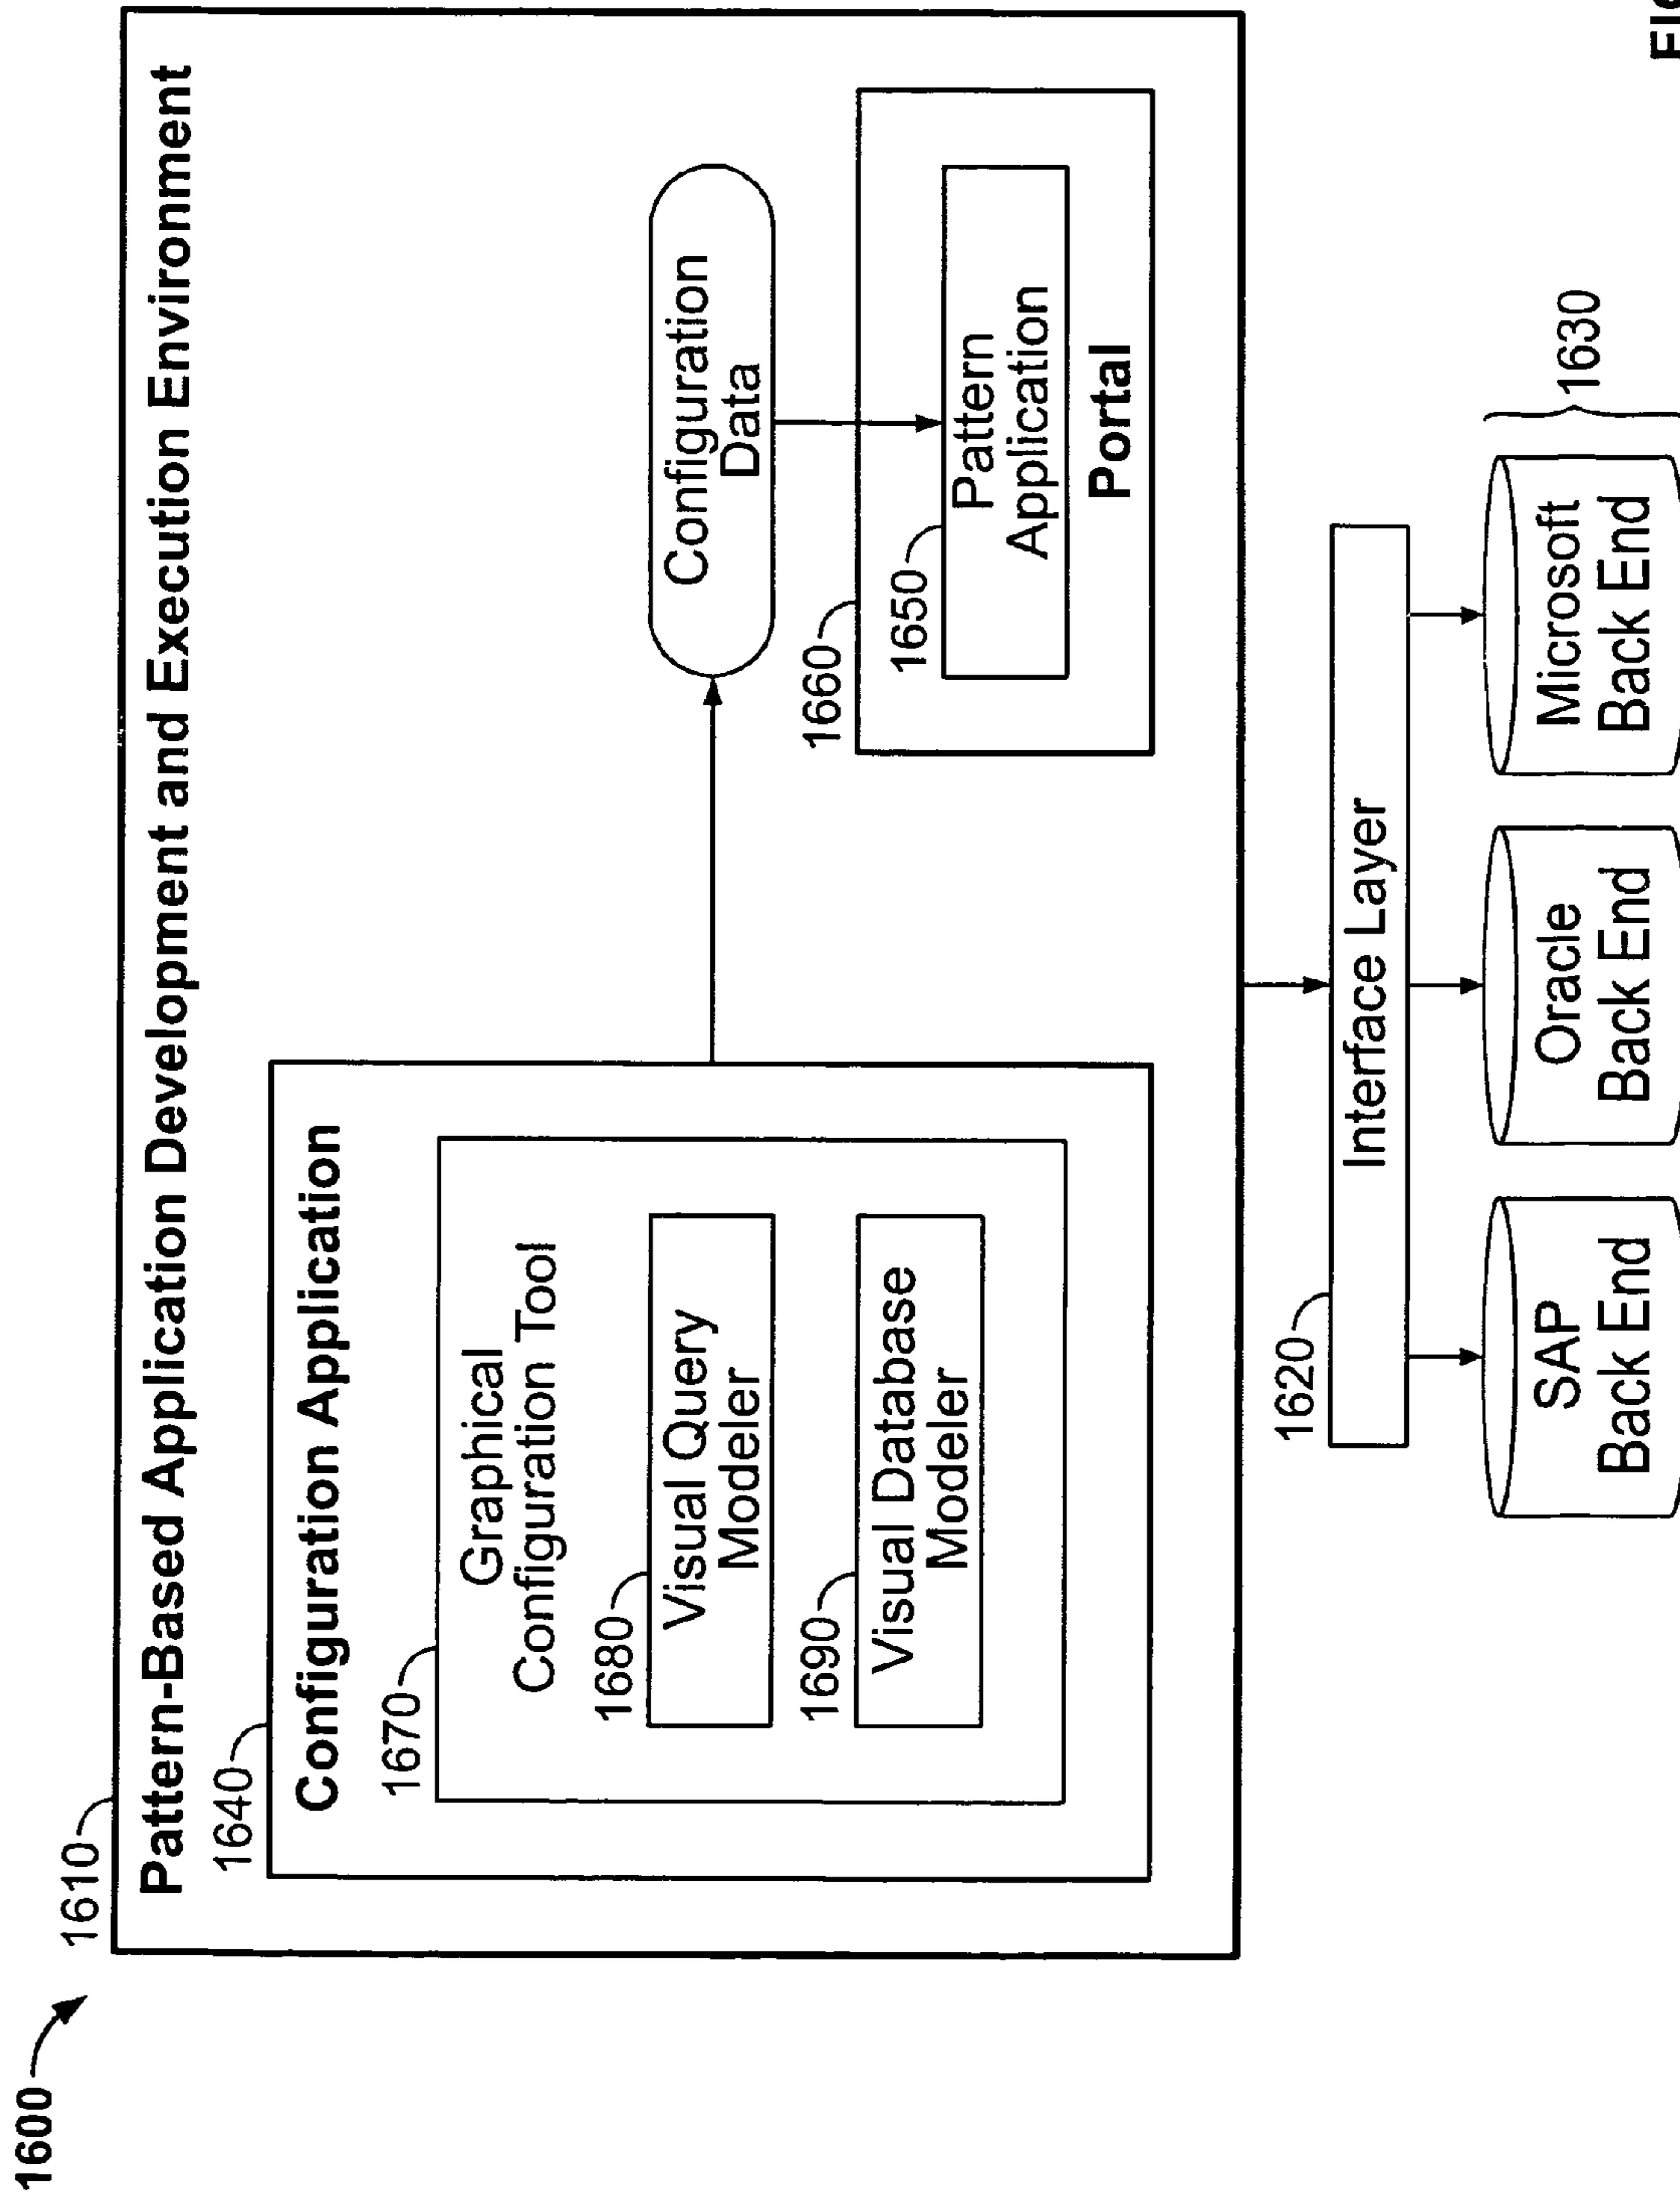 1600
1610
Pattern-Based Application Development and Execution Environment
1640
Configuration Application
1670
Graphical
Configuration Tool
1680
Visual Query
Modeler
1690
Visual Database
Modeler
Configuration
Data
1660
1650
Pattern
Application
Portal
1620
Interface Layer
1630
SAP
Back End
Oracle
Back End
Microsoft
Back End